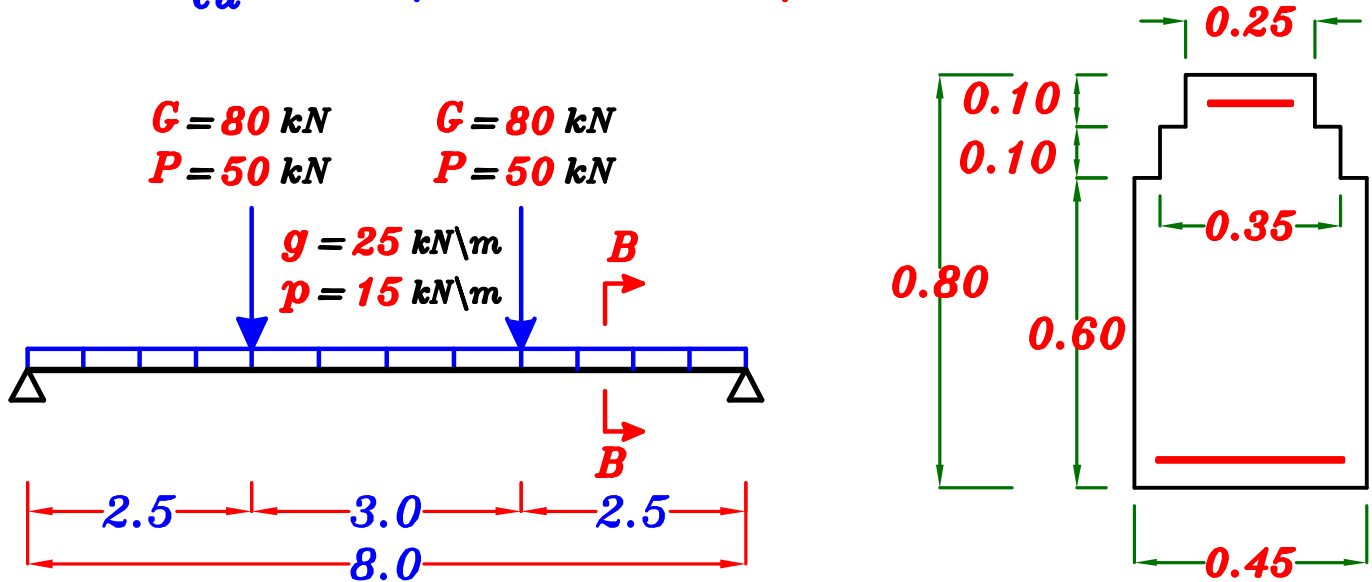 cd
0.25
G = 80 kN G = 80 kN
P = 50 kN P = 50 kN
0.10
0.10
g = 25 kN\m
p = 15 kN\m
B
0.35
0.80
0.60
B
2.5 3.0 2.5
8.0
0.45